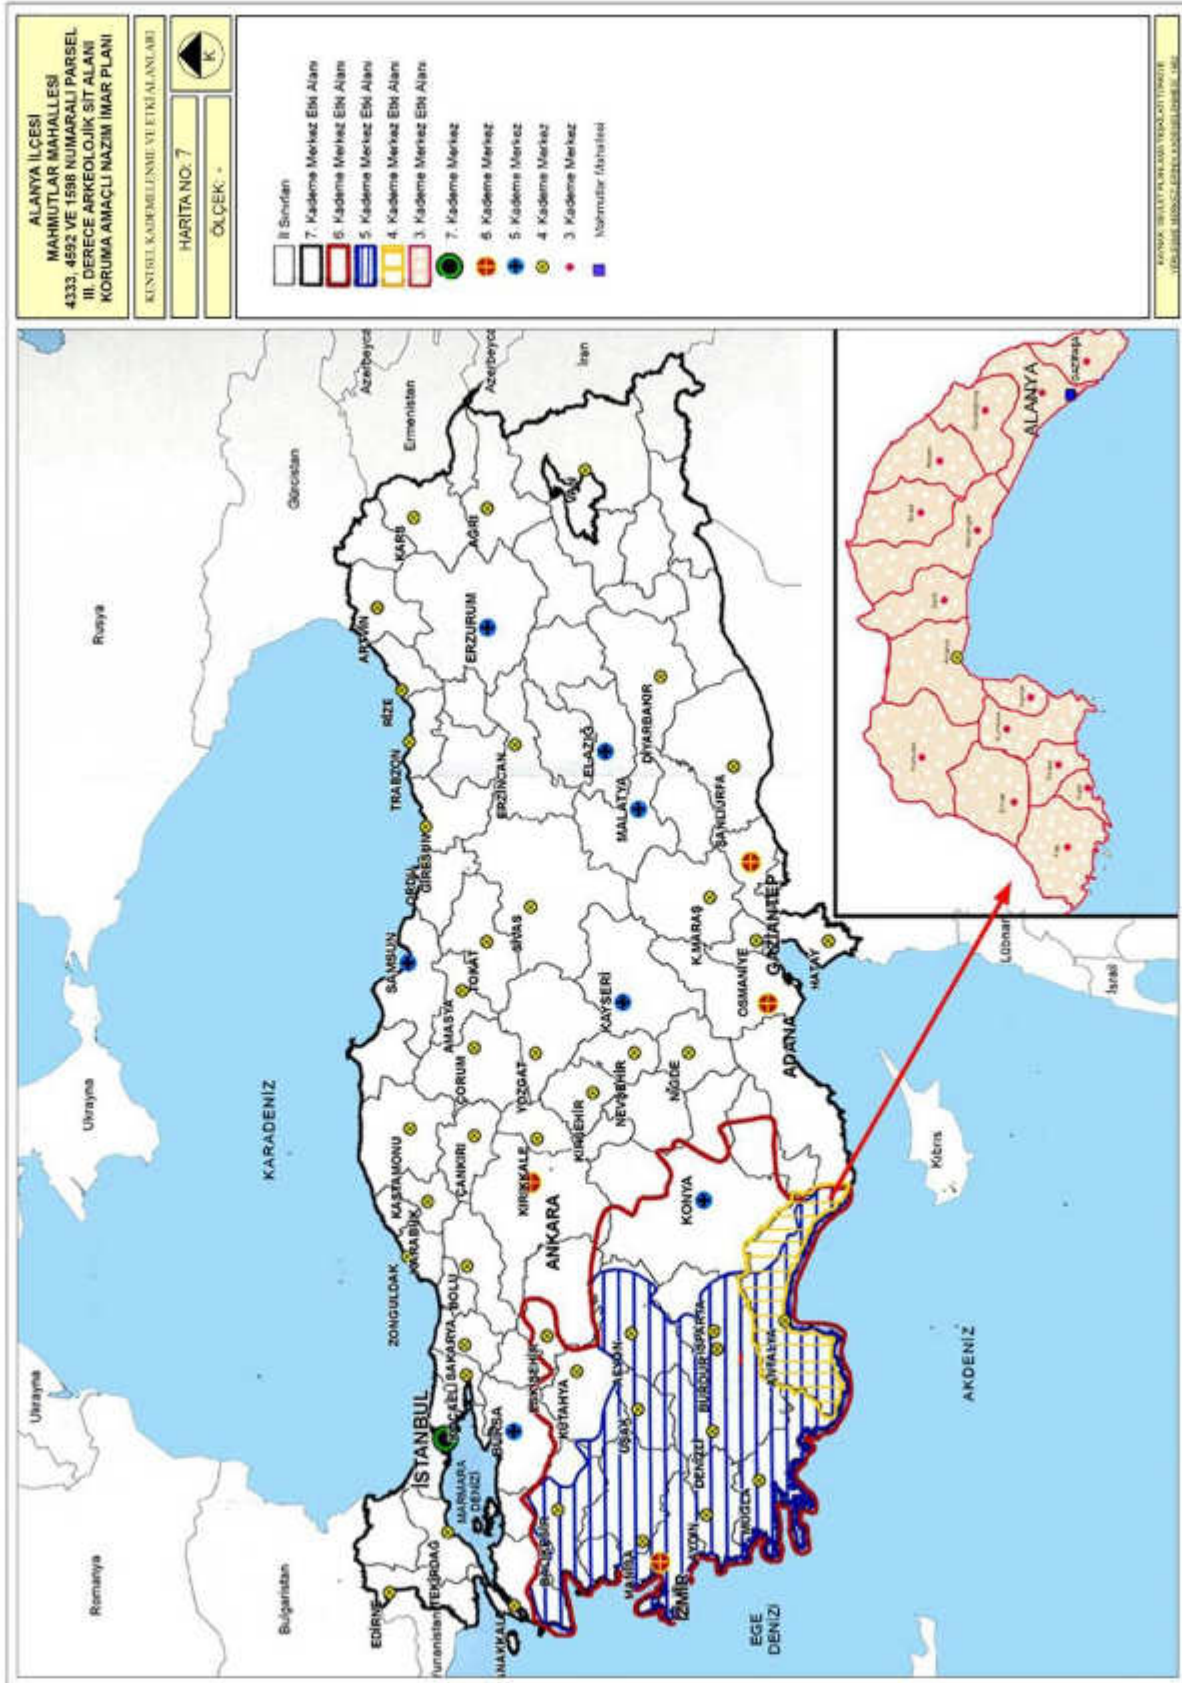 ALANYA İLÇESİ
MAHMUTLAR MAHALLESİ
4333, 4592 VE 1598 NUMARALI PARSEL
III. DERECE ARKEOLOJİK SİT ALANI
KORUMA AMAÇLI NAZIM İMAR PLANI
KENTSEL KADEMELENME VE ETKİ ALANLARI
HARİTA NO: 7
K
ÖLÇEK: -
İl Sınırları
7. Kademe Merkez Etki Alanı
6. Kademe Merkez Etki Alanı
5. Kademe Merkez Etki Alanı
4. Kademe Merkez Etki Alanı
3. Kademe Merkez Etki Alanı
7. Kademe Merkez
6. Kademe Merkez
5. Kademe Merkez
4. Kademe Merkez
3. Kademe Merkez
Mahmutlar Mahallesi
Romanya
Ukrayna
Ukrayna
Rusya
Bulgaristan
KARADENİZ
Gürcistan
Ermenistan
Azerbeyca
Azerbeyca
İran
Yunanistan
EDİRNE
TEKİRDAĞ
ANAKKALE
İSTANBUL
MARMARA
DENİZİ
KOCAELİ
SAKARYA
BOLU
ZONGULDAK
KARABÜK
KASTAMONU
ÇANKIRI
ÇORUM
AMASYA
SAMSUN
TOKAT
ORDU
GİRESUN
TRABZON
RİZE
ARTVİN
KARS
AĞRI
ERZURUM
ERZİNCAN
SİVAS
YOZGAT
KIRIKKALE
ANKARA
KIRŞEHİR
NEVŞEHİR
KAYSERİ
NİĞDE
MALATYA
ELAZIĞ
DİYARBAKIR
VAN
ŞANLIURFA
GAZİANTEP
K.MARAŞ
OSMANİYE
HATAY
ADANA
KONYA
BURSA
ESKİŞEHİR
KÜTAHYA
BALIKESİR
AFYON
UŞAK
MANİSA
İZMİR
AYDIN
DENİZLİ
MUĞLA
BURDUR
ISPARTA
ANTALYA
EGE
DENİZİ
AKDENİZ
Kıbrıs
Lübnan
İsrail
ALANYA
GAZİPAŞA